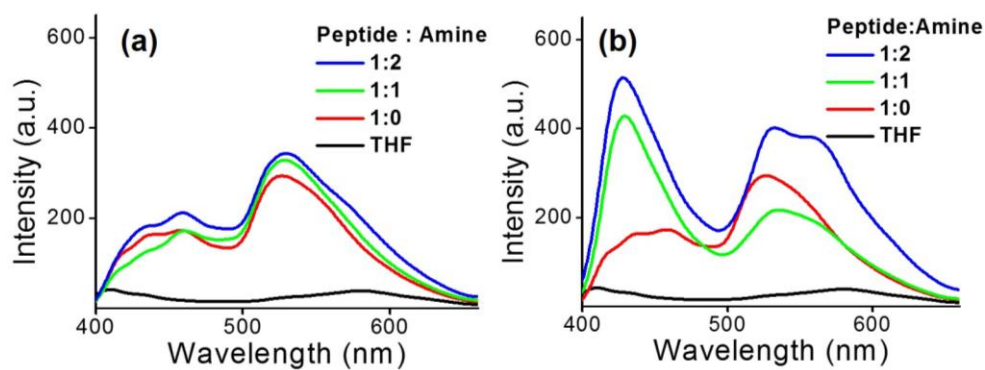 (a)
Peptide : Amine
1:2
1:1
1:0
THF
600
400
200
400
500
600
Intensity (a.u.)
Wavelength (nm)
(b)
Peptide:Amine
1:2
1:1
1:0
THF
600
400
200
400
500
600
Intensity (a.u.)
Wavelength (nm)